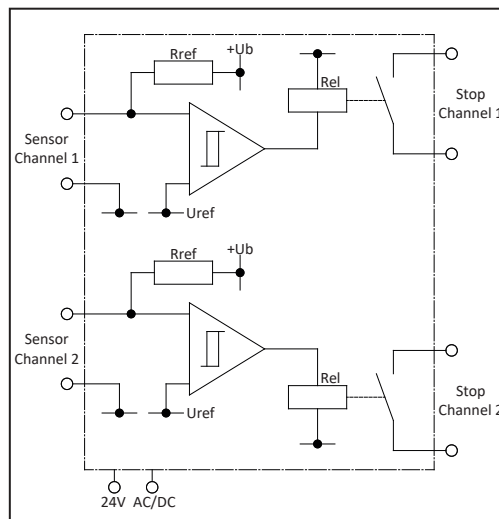 +Ub
Rref
Rel
Sensor
Channel 1
Stop
Channel 1
Uref
+Ub
Rref
Sensor
Channel 2
Rel
Stop
Channel 2
Uref
24V AC/DC